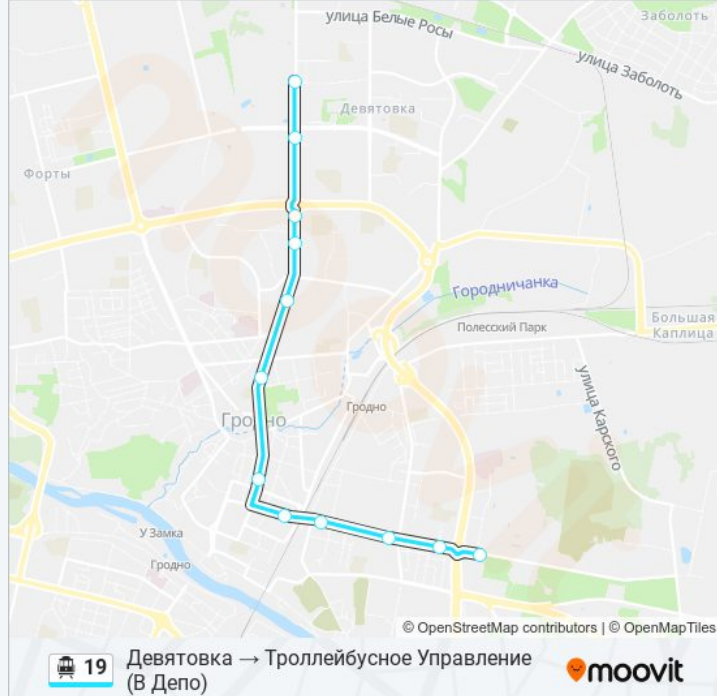 улица Белые Росы
Заболоть
улица Заболоть
Девятовка
Форты
Городничанка
Большая
Каплица
Полесский Парк
улица Карского
Гродно
Гродно
У Замка
Гродно
© OpenStreetMap contributors | © OpenMapTiles
19
Девятовка → Троллейбусное Управление
(В Депо)
moovit